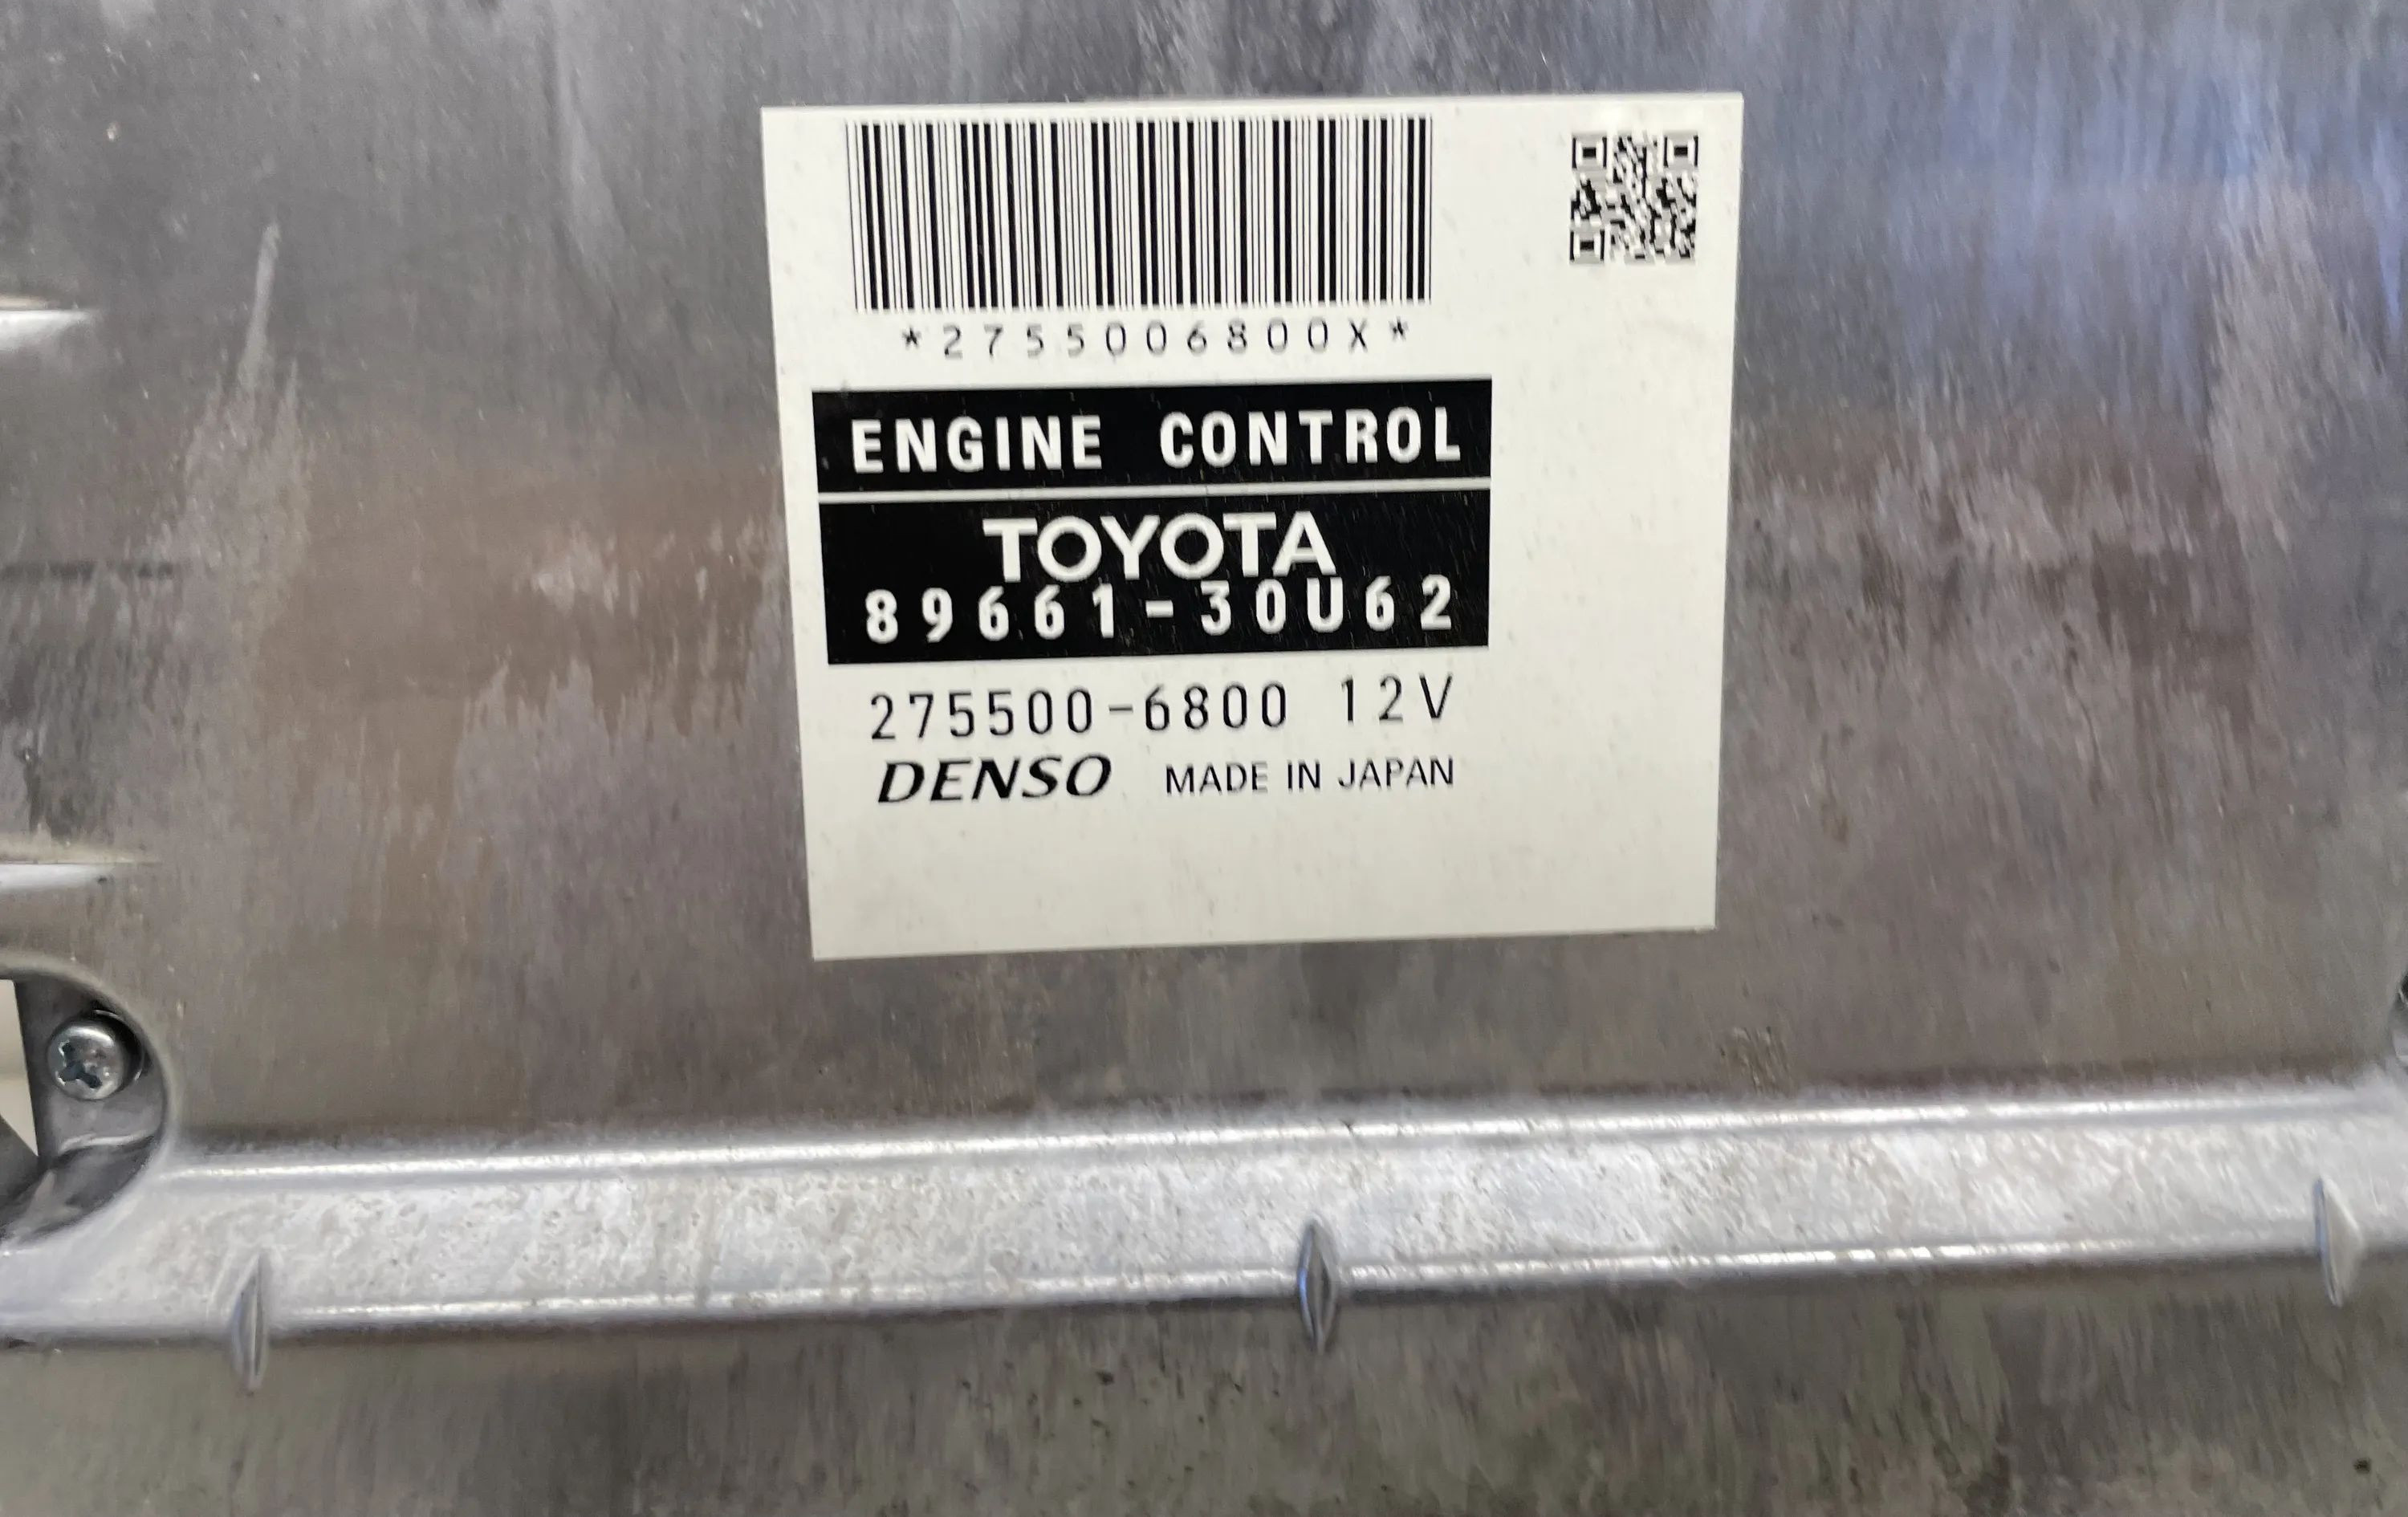 *2755006800X*
ENGINE CONTROL
TOYOTA
89661-30U62
275500-6800 12V
DENSO MADE IN JAPAN